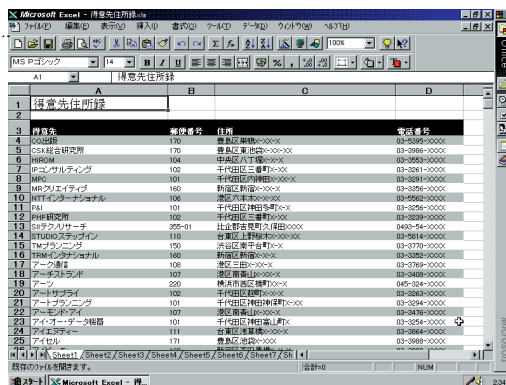 Microsoft Excel - 得意先住所録.xls
ファイル(F) 編集(E) 表示(V) 挿入(I) 書式(O) ツール(T) データ(D) ウィンドウ(W) ヘルプ(H)
100%
MS Pゴシック 14 B I U % ,
A1 得意先住所録
A B C D
1 得意先住所録
2
3 得意先 郵便番号 住所 電話番号
4 CQ出版 170 豊島区巣鴨X-XX-X 03-5395-XXXX
5 CSK総合研究所 170 豊島区東池袋X-XX-XX 03-3986-XXXX
6 HIROM 104 中央区八丁堀X-X-X 03-3553-XXXX
7 IPコンサルティング 102 千代田区三番町X-XX 03-3261-XXXX
8 MPC 101 千代田区内神田X-XX-X 03-3291-XXXX
9 MRクリエイティブ 160 新宿区新宿X-X-X 03-3356-XXXX
10 NTTインターナショナル 106 港区六本木X-XX-XX 03-5562-XXXX
11 P&I 101 千代田区神田多町X-X 03-3256-XXXX
12 PHP研究所 102 千代田区三番町X-XX 03-3239-XXXX
13 SIIテクノリサーチ 355-01 比企郡吉見町久保田XXXX 0493-54-XXXX
14 STUDIOステップイン 110 台東区上野桜木X-XX-XX 03-5814-XXXX
15 TMプランニング 150 渋谷区南平台町X-X 03-3770-XXXX
16 TRMインタナショナル 160 新宿区新宿X-XX-X 03-3352-XXXX
17 アーク通信 108 港区三田X-XX-XX 03-3769-XXXX
18 アーチストランド 107 港区南青山X-XX-X 03-3408-XXXX
19 アーツ 220 横浜市西区楠町XX-X 045-324-XXXX
20 アートサプライ 102 千代田区麹町X-XX-X 03-3263-XXXX
21 アートプランニング 101 千代田区神田神保町X-XX 03-3294-XXXX
22 アーモンド・アイ 107 港区南青山X-XX-X 03-3476-XXXX
23 アイ・オー・データ機器 101 千代田区神田富山町X 03-3254-XXXX
24 アイエヌティー 111 台東区浅草橋X-XX-X 03-3864-XXXX
25 アイセル 171 豊島区池袋X-XX-X 03-3988-XXXX
Sheet1 Sheet2 Sheet3 Sheet4 Sheet5 Sheet6 Sheet7 Sh
既存のファイルを開きます。 合計=0 NUM
スタート Microsoft Excel - 得...
Office